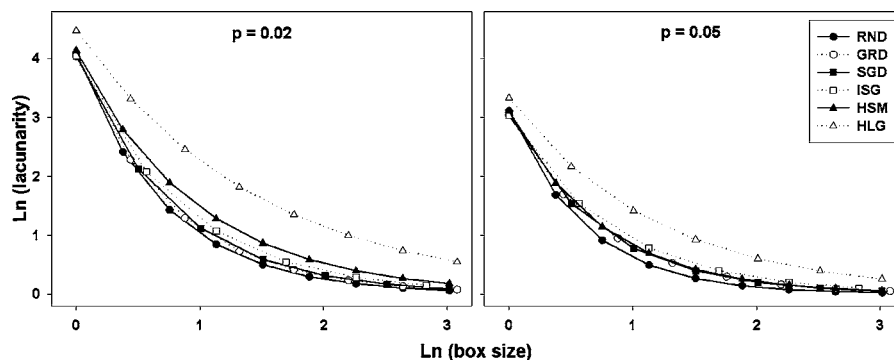 p = 0.02
p = 0.05
RND
GRD
SGD
ISG
HSM
HLG
Ln (lacunarity)
4
3
2
1
0
0 1 2 3
0 1 2 3
Ln (box size)